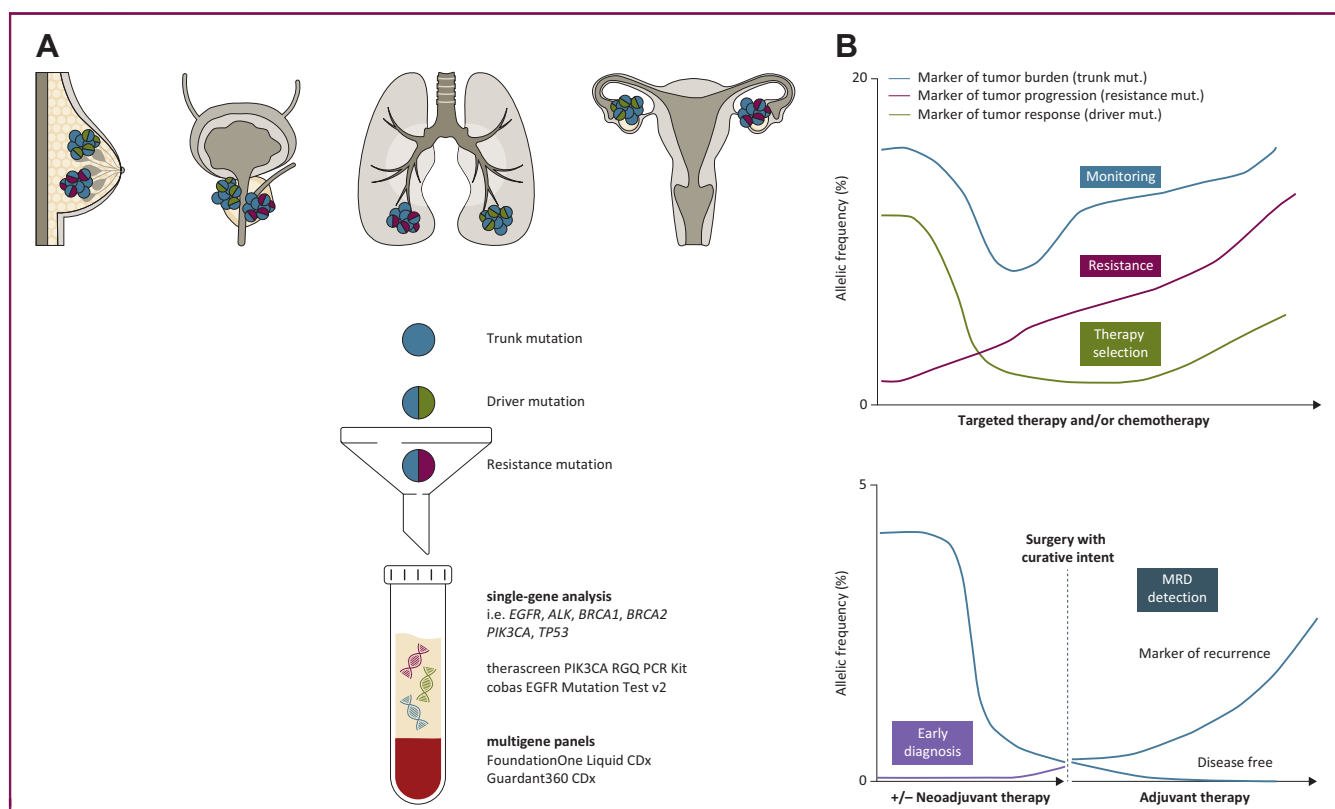 A
Trunk mutation
Driver mutation
Resistance mutation
single-gene analysis
i.e. EGFR, ALK, BRCA1, BRCA2
PIK3CA, TP53
therascreen PIK3CA RGQ PCR Kit
cobas EGFR Mutation Test v2
multigene panels
FoundationOne Liquid CDx
Guardant360 CDx
B
20
Marker of tumor burden (trunk mut.)
Marker of tumor progression (resistance mut.)
Marker of tumor response (driver mut.)
Monitoring
Allelic frequency (%)
Resistance
Therapy
selection
0
Targeted therapy and/or chemotherapy
5
Surgery with
curative intent
MRD
detection
Allelic frequency (%)
Marker of recurrence
Early
diagnosis
Disease free
0
+/– Neoadjuvant therapy
Adjuvant therapy